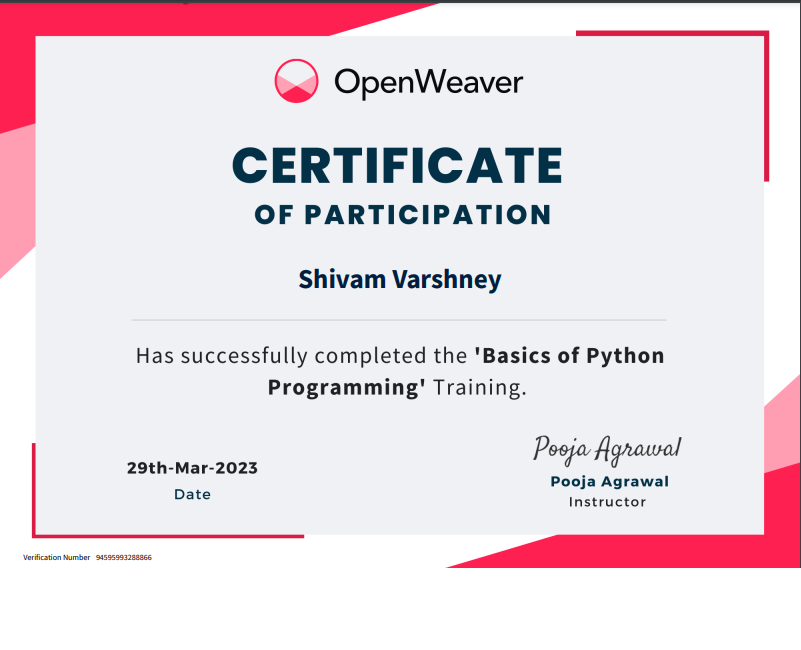 OpenWeaver
CERTIFICATE
OF PARTICIPATION
Shivam Varshney
Has successfully completed the 'Basics of Python
Programming' Training.
29th-Mar-2023
Date
Pooja Agrawal
Pooja Agrawal
Instructor
Verification Number 94595993288866